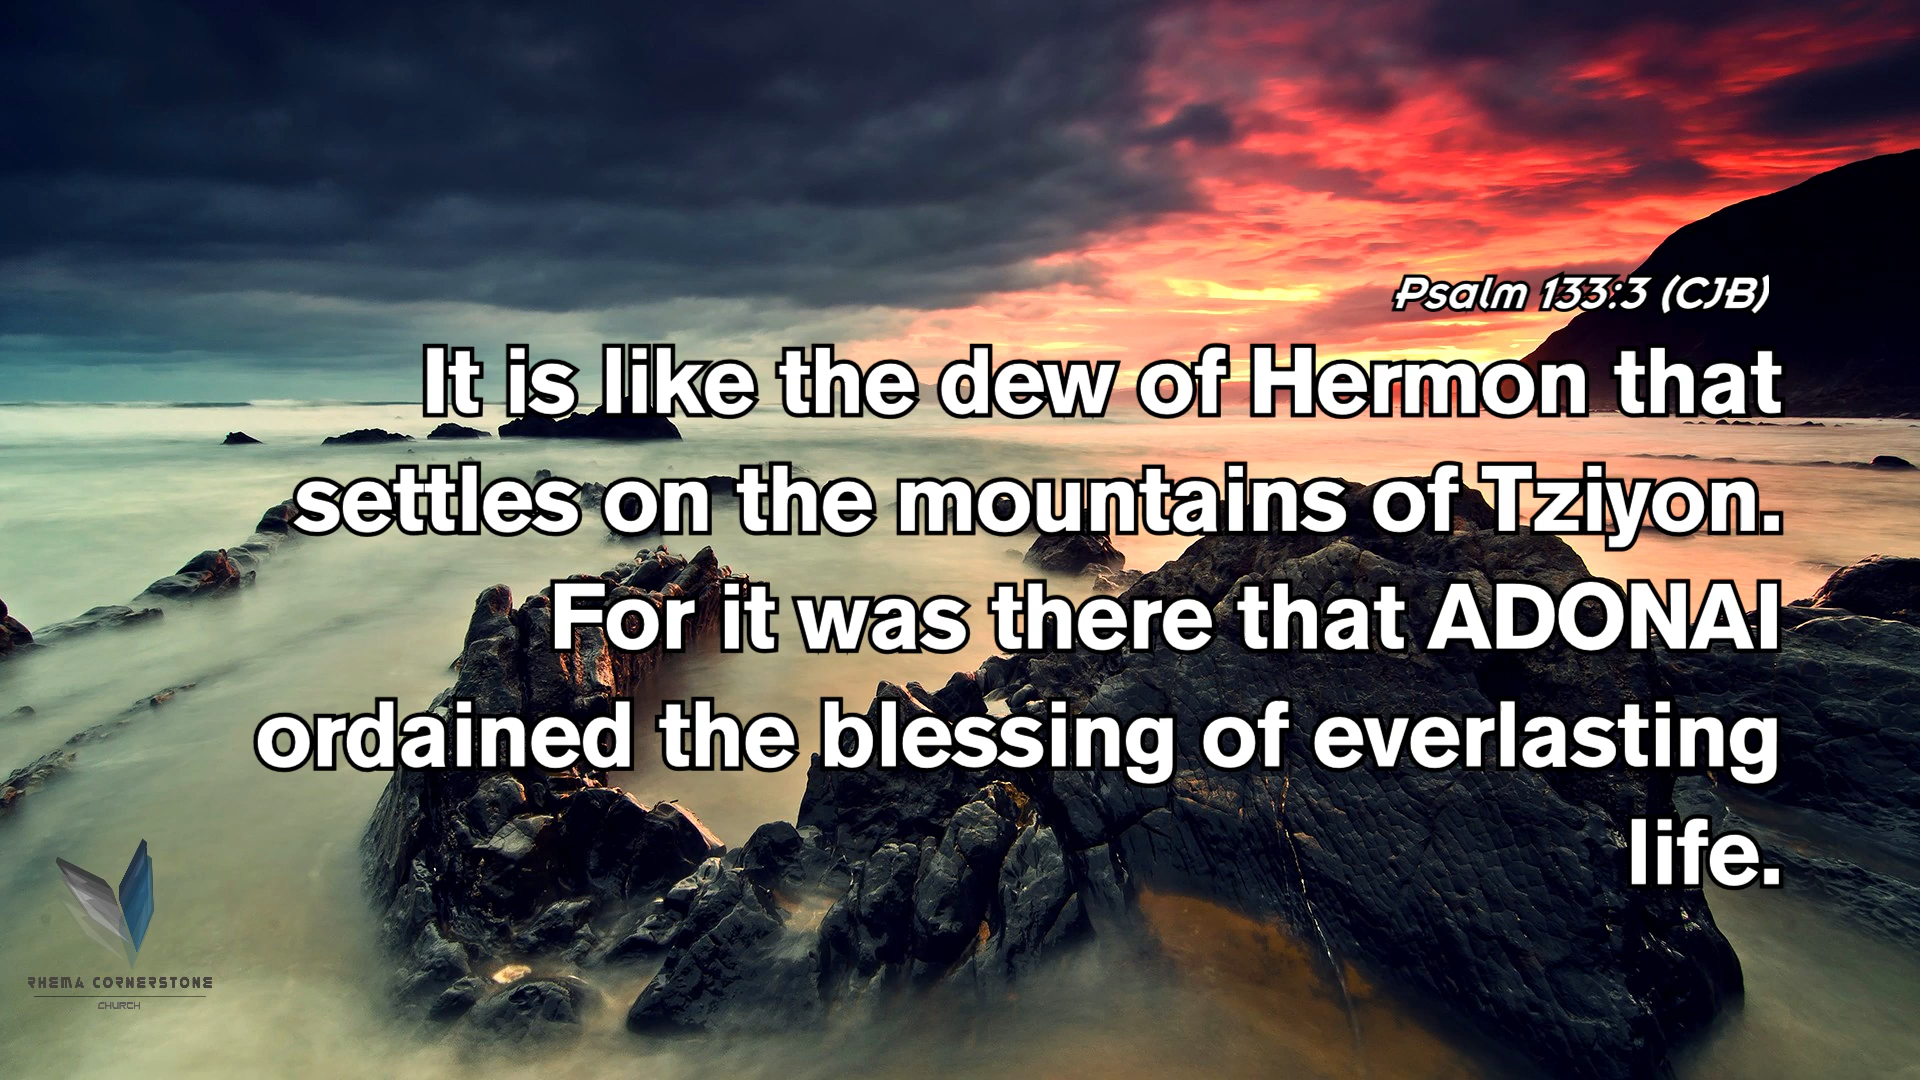 Psalm 133:3 (CJB)
It is like the dew of Hermon that
settles on the mountains of Tziyon.
For it was there that ADONAI
ordained the blessing of everlasting
life.
RHEMA CORNERSTONE
CHURCH